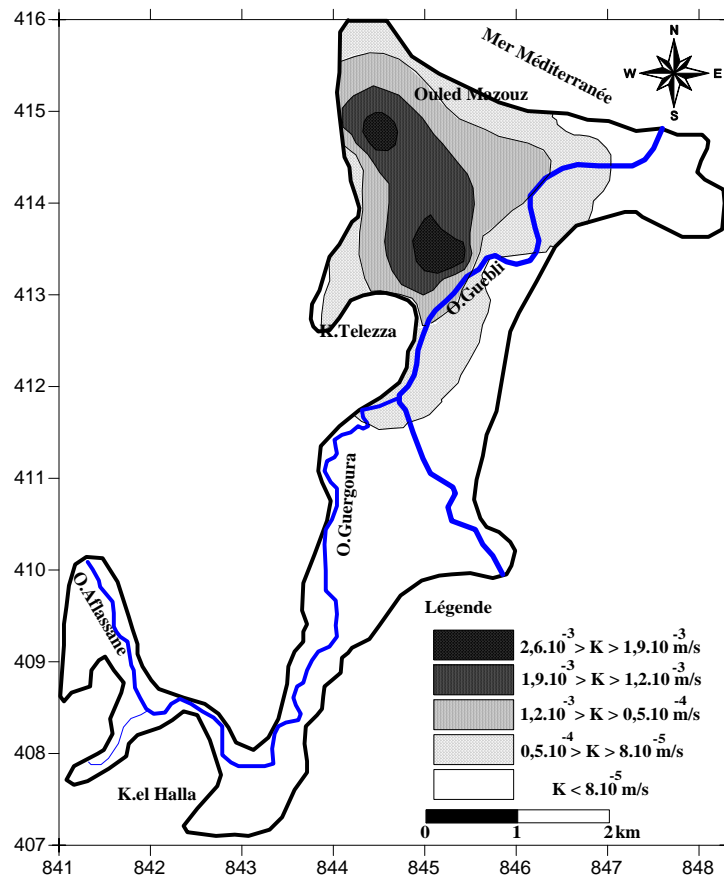 416
415
414
413
412
411
410
409
408
407
841
842
843
844
845
846
847
848
Mer Méditerranée
N
W
E
S
Ouled Mazouz
O.Guebli
K.Telezza
O.Guergoura
O.Aflassane
K.el Halla
Légende
2,6.10⁻³ > K > 1,9.10⁻³ m/s
1,9.10⁻³ > K > 1,2.10⁻³ m/s
1,2.10⁻³ > K > 0,5.10⁻⁴ m/s
0,5.10⁻⁴ > K > 8.10⁻⁵ m/s
K < 8.10⁻⁵ m/s
0 1 2 km